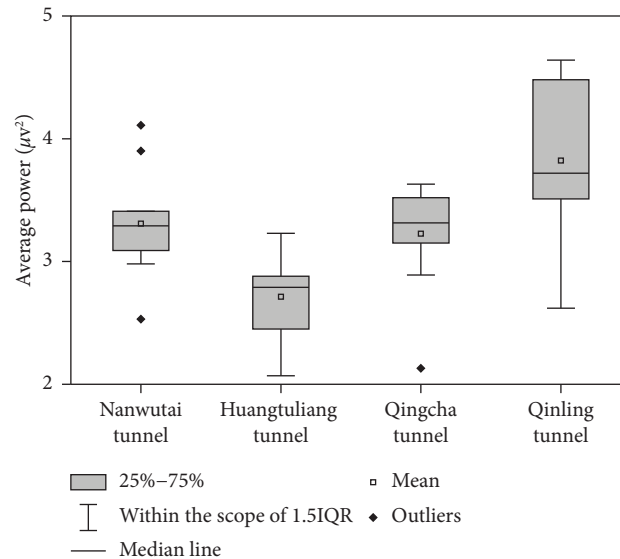 5
4
3
2
Average power (μv²)
Nanwutai
tunnel
Huangtuliang
tunnel
Qingcha
tunnel
Qinling
tunnel
25%–75%
Within the scope of 1.5IQR
Median line
Mean
Outliers